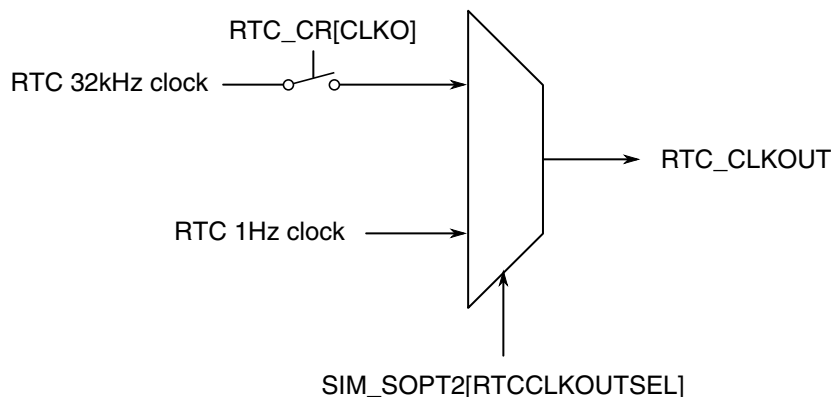 RTC_CR[CLKO]
RTC 32kHz clock
RTC_CLKOUT
RTC 1Hz clock
SIM_SOPT2[RTCCLKOUTSEL]